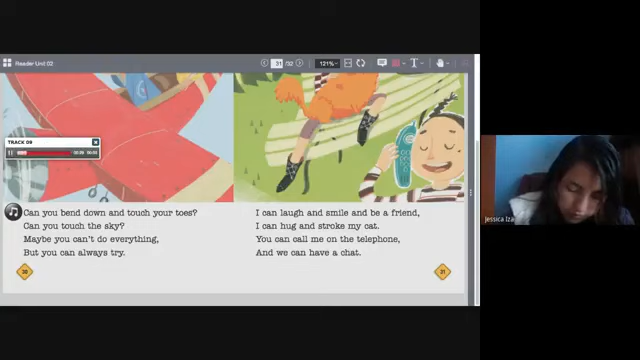 Reader Unit 02
31 /32
121%
TRACK 09
Can you bend down and touch your toes?
Can you touch the sky?
Maybe you can't do everything,
But you can always try.
30
I can laugh and smile and be a friend,
I can hug and stroke my cat.
You can call me on the telephone,
And we can have a chat.
31
Jessica Iza